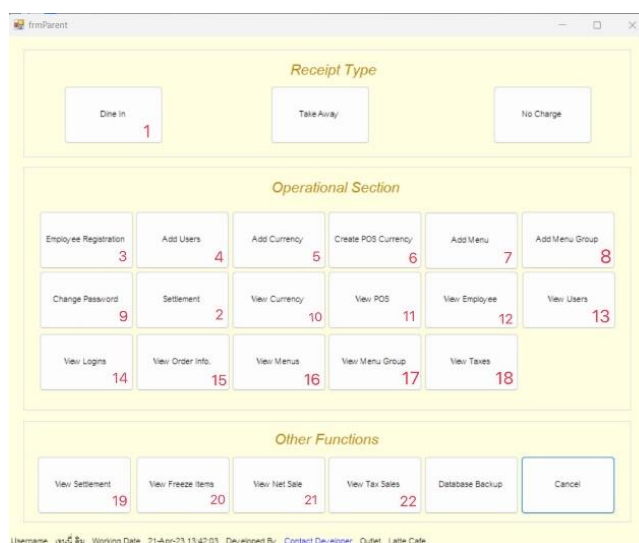 frmParent
Receipt Type
Dine In
1
Take Away
No Charge
Operational Section
Employee Registration
3
Add Users
4
Add Currency
5
Create POS Currency
6
Add Menu
7
Add Menu Group
8
Change Password
9
Settlement
2
View Currency
10
View POS
11
View Employee
12
View Users
13
View Logins
14
View Order Info.
15
View Menus
16
View Menu Group
17
View Taxes
18
Other Functions
View Settlement
19
View Freeze Items
20
View Net Sale
21
View Tax Sales
22
Database Backup
Cancel
Username Working Date 21-Apr-23 13:42:03 Developed By Contact Developer Outlet Latte Cafe